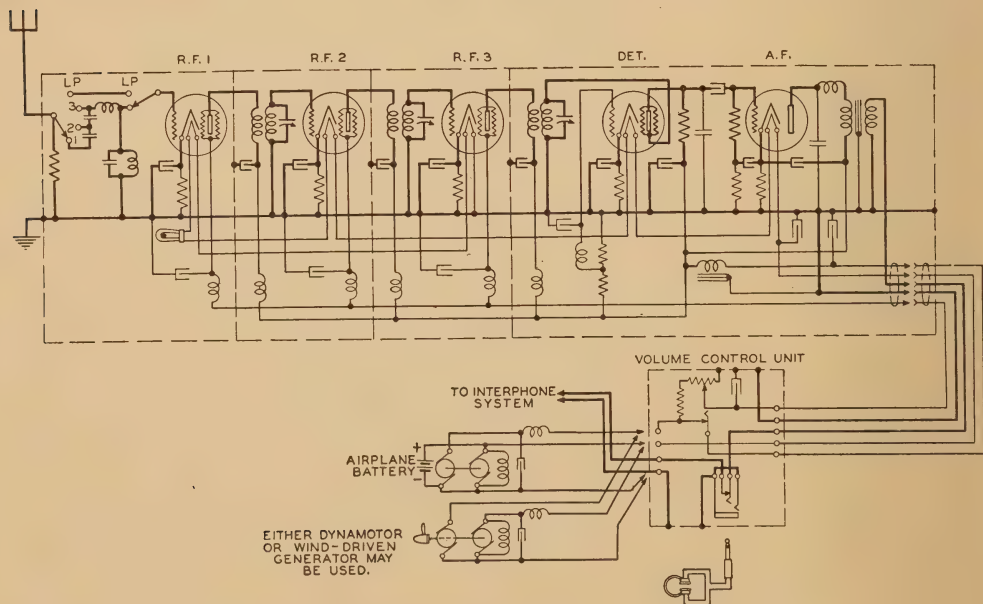 R.F. 1 R.F. 2 R.F. 3 DET. A.F.
LP LP
3
2
1
VOLUME CONTROL UNIT
TO INTERPHONE
SYSTEM
+
AIRPLANE
BATTERY
-
EITHER DYNAMOTOR
OR WIND-DRIVEN
GENERATOR MAY
BE USED.